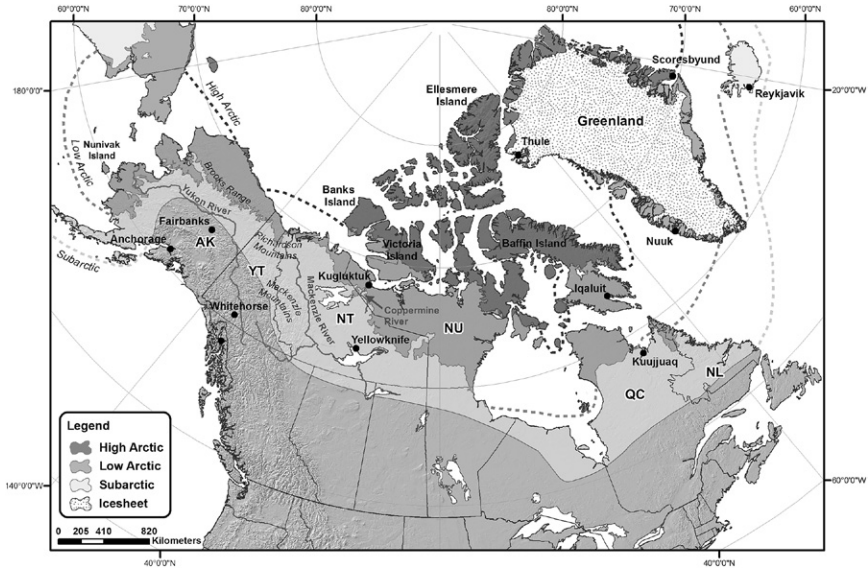 80°0'0"W
70°0'0"W
80°0'0"W
70°0'0"W
60°0'0"W
180°0'0"
20°0'0"W
High Arctic
Low Arctic
Nunivak
Island
Brooks Range
Yukon River
Fairbanks
AK
Anchorage
Subarctic
Ellesmere
Island
Banks
Island
Victoria
Island
Baffin Island
Thule
Greenland
Scoresbyund
Reykjavik
Nuuk
Iqaluit
Richardson
Mountains
YT
Mackenzie
Mountains
Mackenzie River
Kugluktuk
Coppermine
River
NT
NU
Whitehorse
Yellowknife
Kuujjuaq
QC
NL
Legend
High Arctic
Low Arctic
Subarctic
Icesheet
0 205 410 820
Kilometers
140°0'0"W
60°0'0"W
40°0'0"W
40°0'0"W